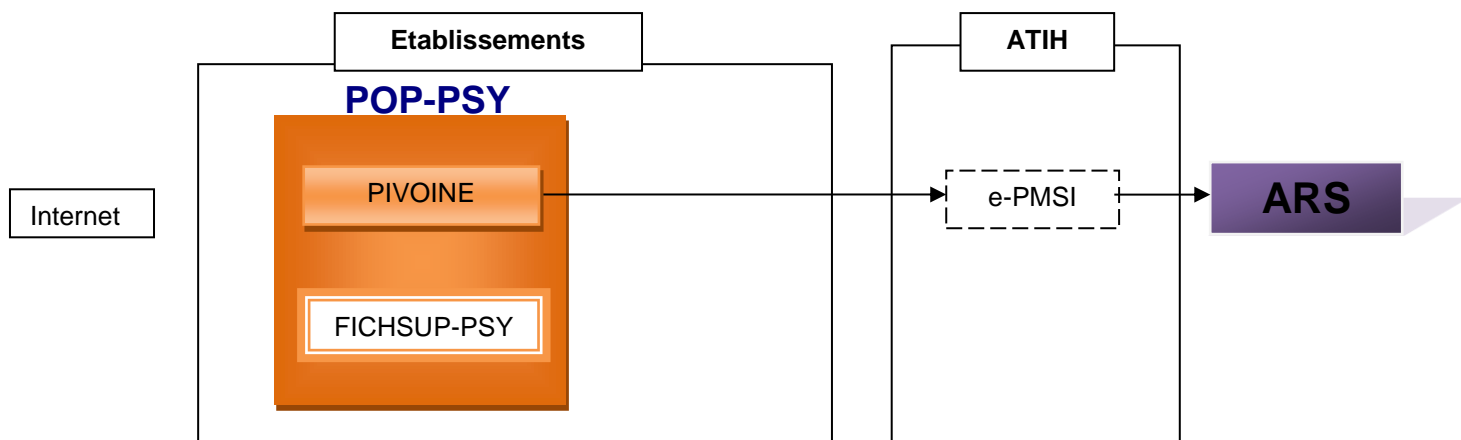 Etablissements
ATIH
POP-PSY
PIVOINE
e-PMSI
ARS
Internet
FICHSUP-PSY